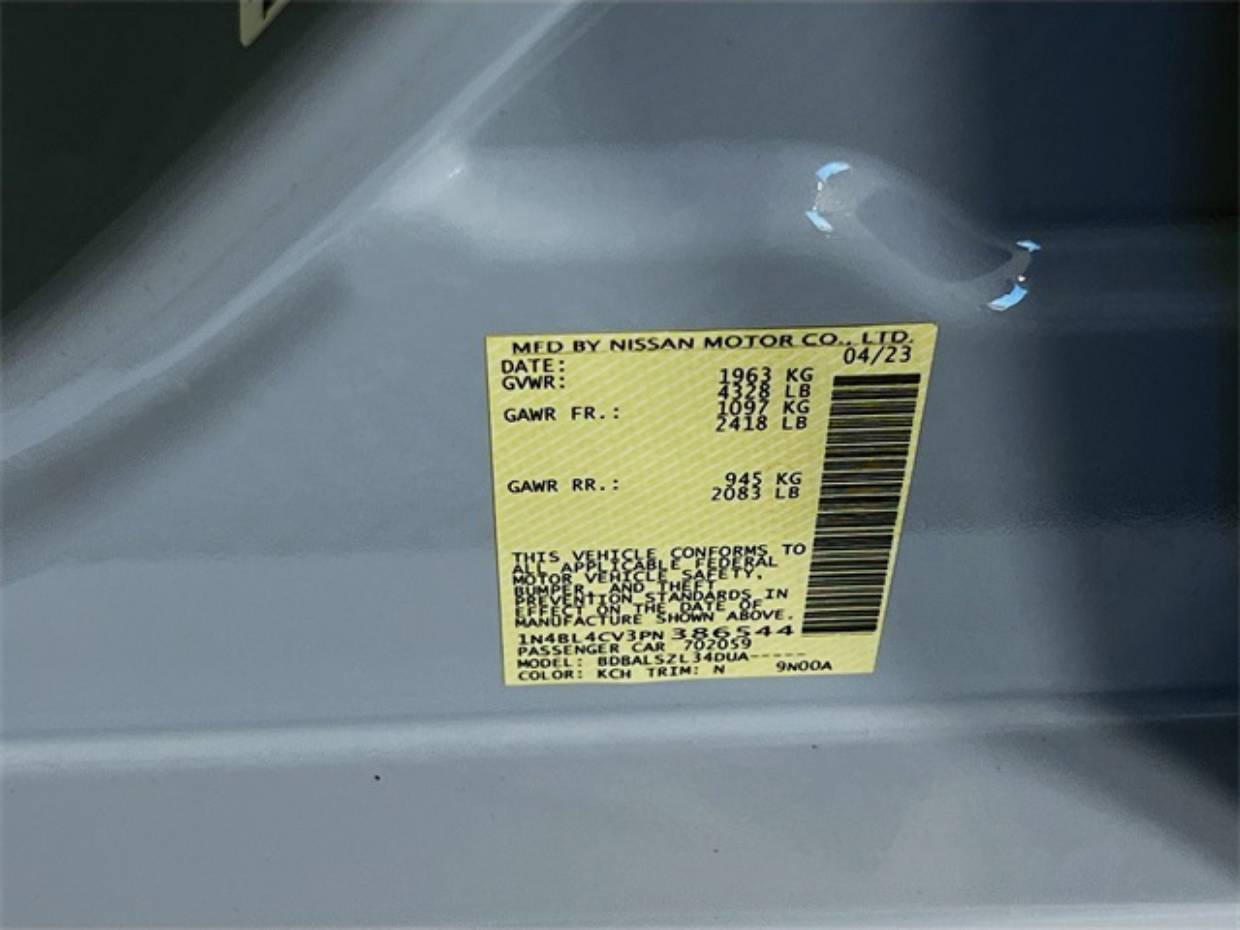 MFD BY NISSAN MOTOR CO., LTD.
DATE: 04/23
GVWR: 1963 KG
4328 LB
GAWR FR.: 1097 KG
2418 LB
GAWR RR.: 945 KG
2083 LB
THIS VEHICLE CONFORMS TO
ALL APPLICABLE FEDERAL
MOTOR VEHICLE SAFETY,
BUMPER, AND THEFT
PREVENTION STANDARDS IN
EFFECT ON THE DATE OF
MANUFACTURE SHOWN ABOVE.
1N4BL4CV3PN 386544
PASSENGER CAR 702059
MODEL: BDBALSZL34DUA-----
COLOR: KCH TRIM: N 9N00A